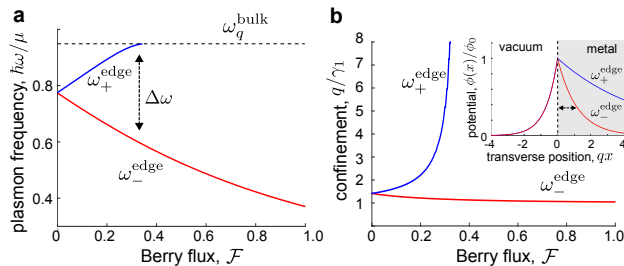 a
plasmon frequency, ℏω/μ
0.8
0.6
0.4
ω_q^bulk
ω_+^edge
Δω
ω_−^edge
0 0.2 0.4 0.6 0.8 1.0
Berry flux, ℱ
b
confinement, q/γ₁
8
7
6
5
4
3
2
1
ω_+^edge
ω_−^edge
0 0.2 0.4 0.6 0.8 1.0
Berry flux, ℱ
vacuum metal
potential, ϕ(x)/ϕ₀
1
0.4
0
ω_+^edge
ω_−^edge
−4 −2 0 2 4
transverse position, qx